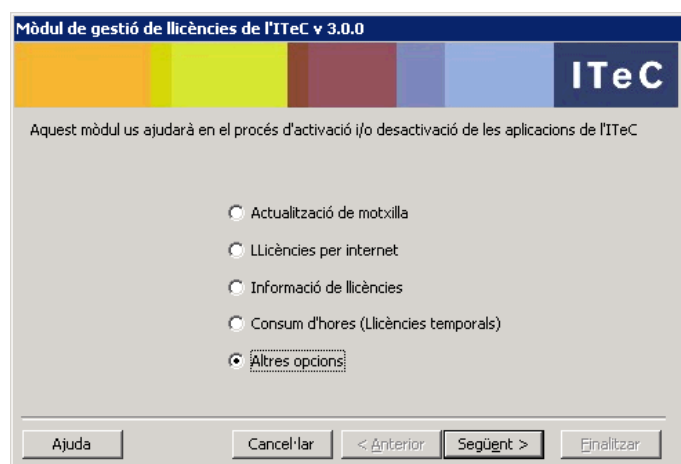 Mòdul de gestió de llicències de l'ITeC v 3.0.0
ITeC
Aquest mòdul us ajudarà en el procés d'activació i/o desactivació de les aplicacions de l'ITeC
Actualització de motxilla
LLicències per internet
Informació de llicències
Consum d'hores (Llicències temporals)
Altres opcions
Ajuda
Cancel·lar
< Anterior
Següent >
Finalitzar